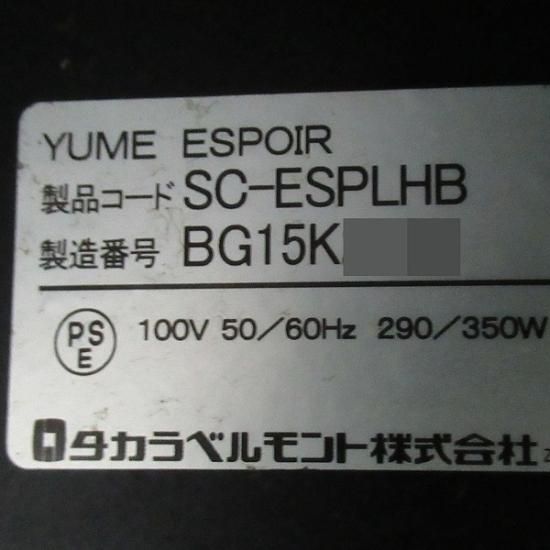 YUME ESPOIR
製品コード SC-ESPLHB
製造番号 BG15K
PSE 100V 50/60Hz 290/350W
タカラベルモント株式会社